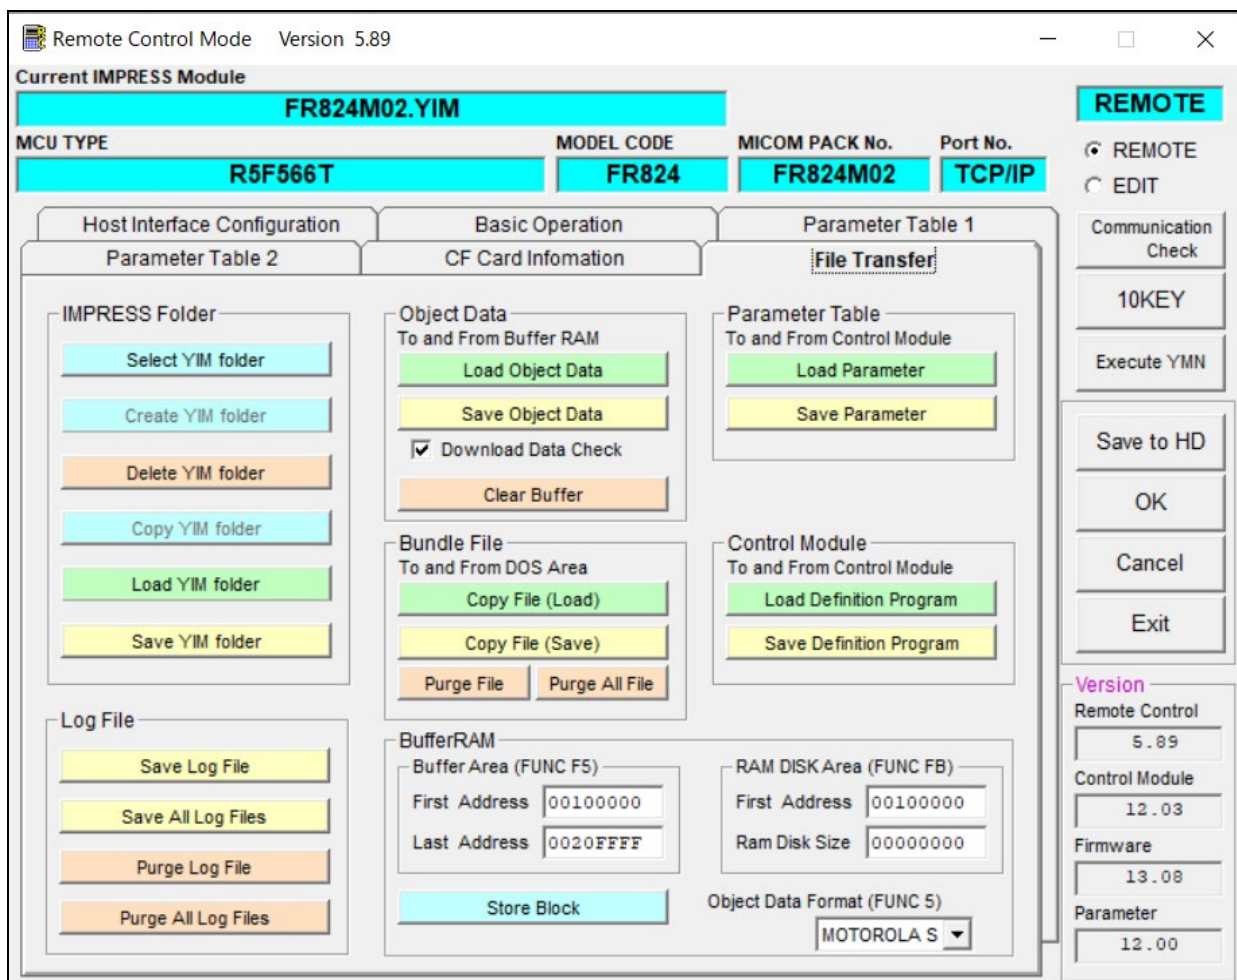 Remote Control Mode Version 5.89
Current IMPRESS Module
FR824M02.YIM
REMOTE
MCU TYPE
MODEL CODE
MICOM PACK No.
Port No.
R5F566T
FR824
FR824M02
TCP/IP
REMOTE
EDIT
Host Interface Configuration
Basic Operation
Parameter Table 1
Parameter Table 2
CF Card Infomation
File Transfer
IMPRESS Folder
Select YIM folder
Create YIM folder
Delete YIM folder
Copy YIM folder
Load YIM folder
Save YIM folder
Log File
Save Log File
Save All Log Files
Purge Log File
Purge All Log Files
Object Data
To and From Buffer RAM
Load Object Data
Save Object Data
Download Data Check
Clear Buffer
Bundle File
To and From DOS Area
Copy File (Load)
Copy File (Save)
Purge File
Purge All File
Parameter Table
To and From Control Module
Load Parameter
Save Parameter
Control Module
To and From Control Module
Load Definition Program
Save Definition Program
BufferRAM
Buffer Area (FUNC F5)
First Address 00100000
Last Address 0020FFFF
RAM DISK Area (FUNC FB)
First Address 00100000
Ram Disk Size 00000000
Store Block
Object Data Format (FUNC 5)
MOTOROLA S
Communication
Check
10KEY
Execute YMN
Save to HD
OK
Cancel
Exit
Version
Remote Control
5.89
Control Module
12.03
Firmware
13.08
Parameter
12.00